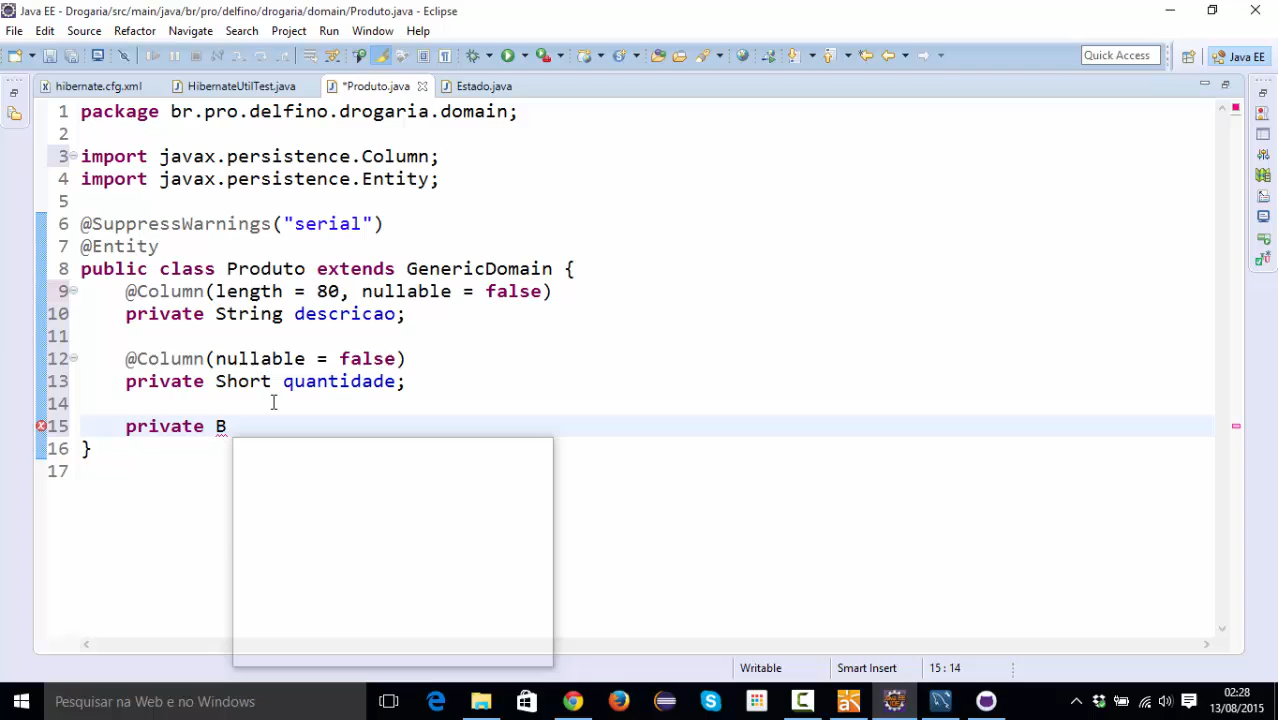 Java EE - Drogaria/src/main/java/br/pro/delfino/drogaria/domain/Produto.java - Eclipse
File Edit Source Refactor Navigate Search Project Run Window Help
Quick Access
Java EE
hibernate.cfg.xml HibernateUtilTest.java *Produto.java Estado.java
1 package br.pro.delfino.drogaria.domain;
2
3 import javax.persistence.Column;
4 import javax.persistence.Entity;
5
6 @SuppressWarnings("serial")
7 @Entity
8 public class Produto extends GenericDomain {
9 @Column(length = 80, nullable = false)
10 private String descricao;
11
12 @Column(nullable = false)
13 private Short quantidade;
14
15 private B
16 }
17
Writable Smart Insert 15 : 14
Pesquisar na Web e no Windows
02:28
13/08/2015